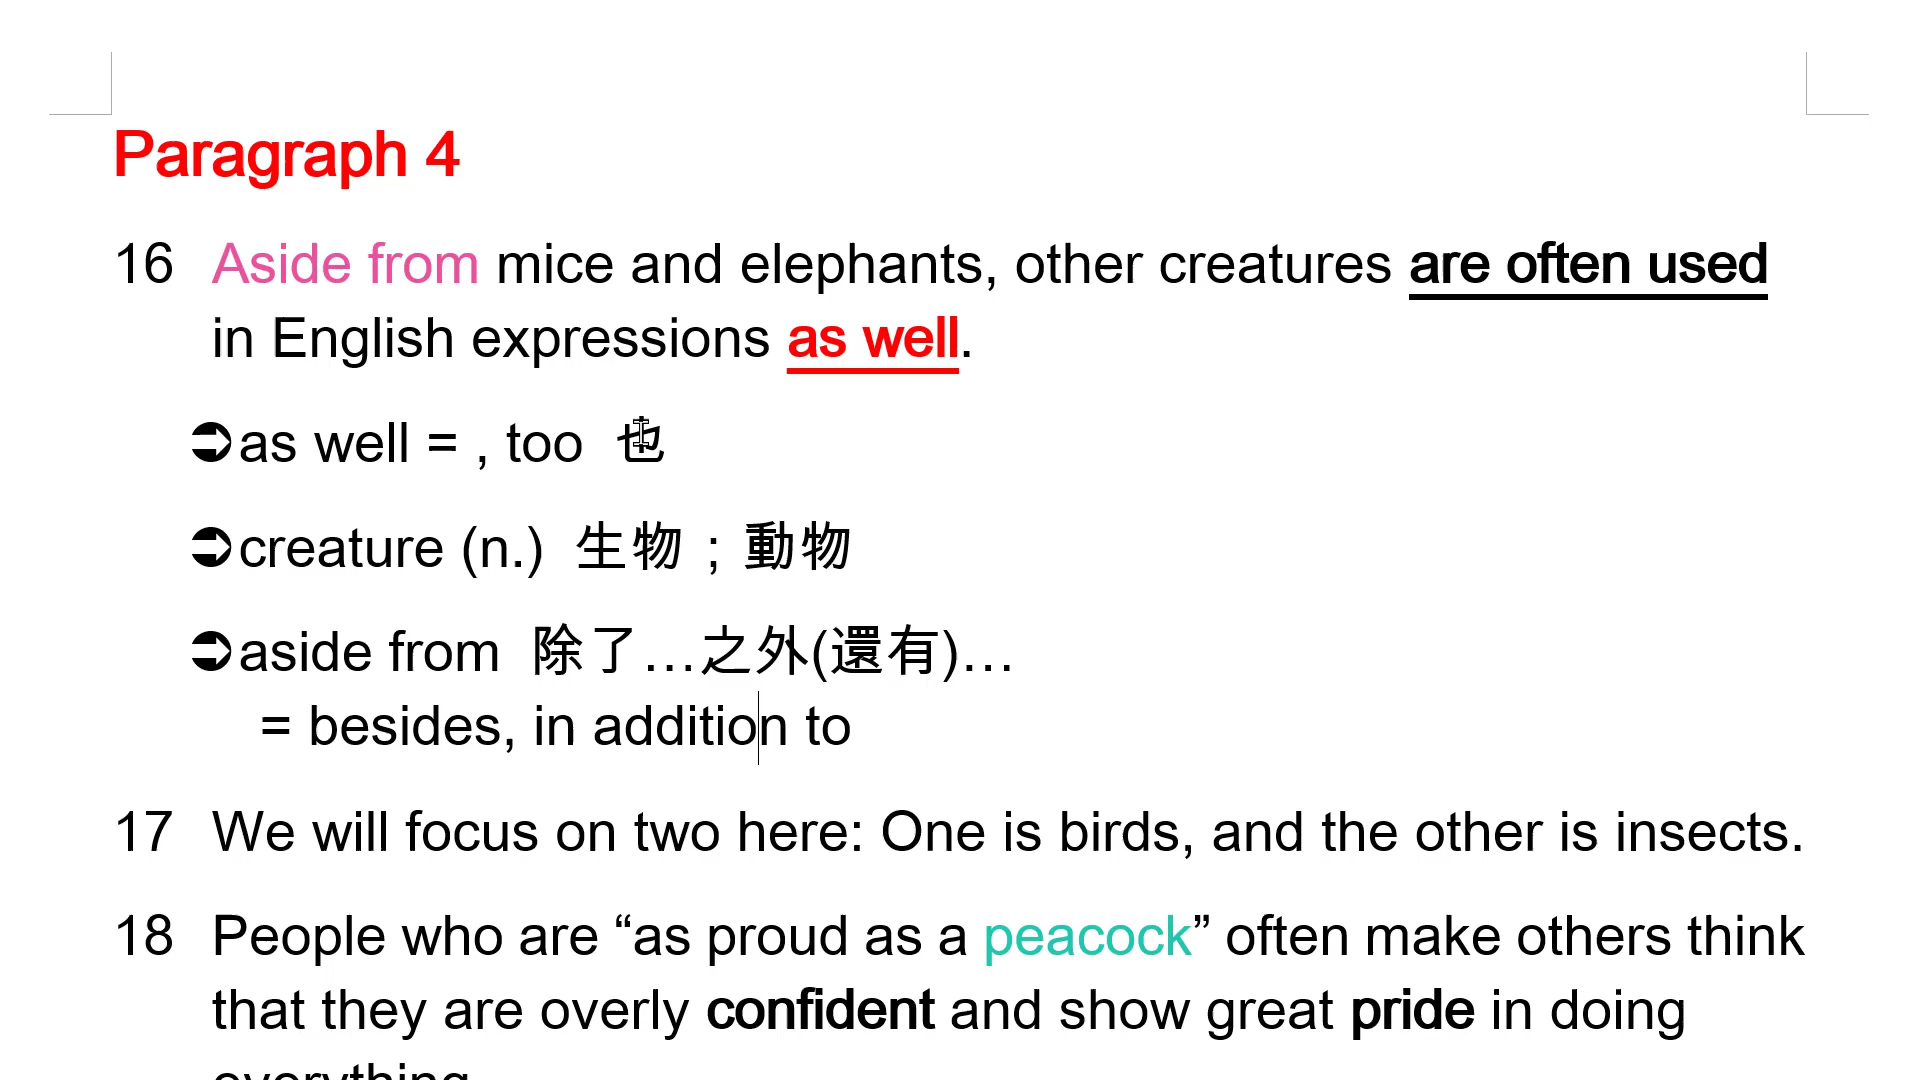 Paragraph 4
16 Aside from mice and elephants, other creatures are often used
in English expressions as well.
➲as well = , too 也
➲creature (n.) 生物；動物
➲aside from 除了…之外(還有)…
= besides, in addition to
17 We will focus on two here: One is birds, and the other is insects.
18 People who are “as proud as a peacock” often make others think
that they are overly confident and show great pride in doing
everything